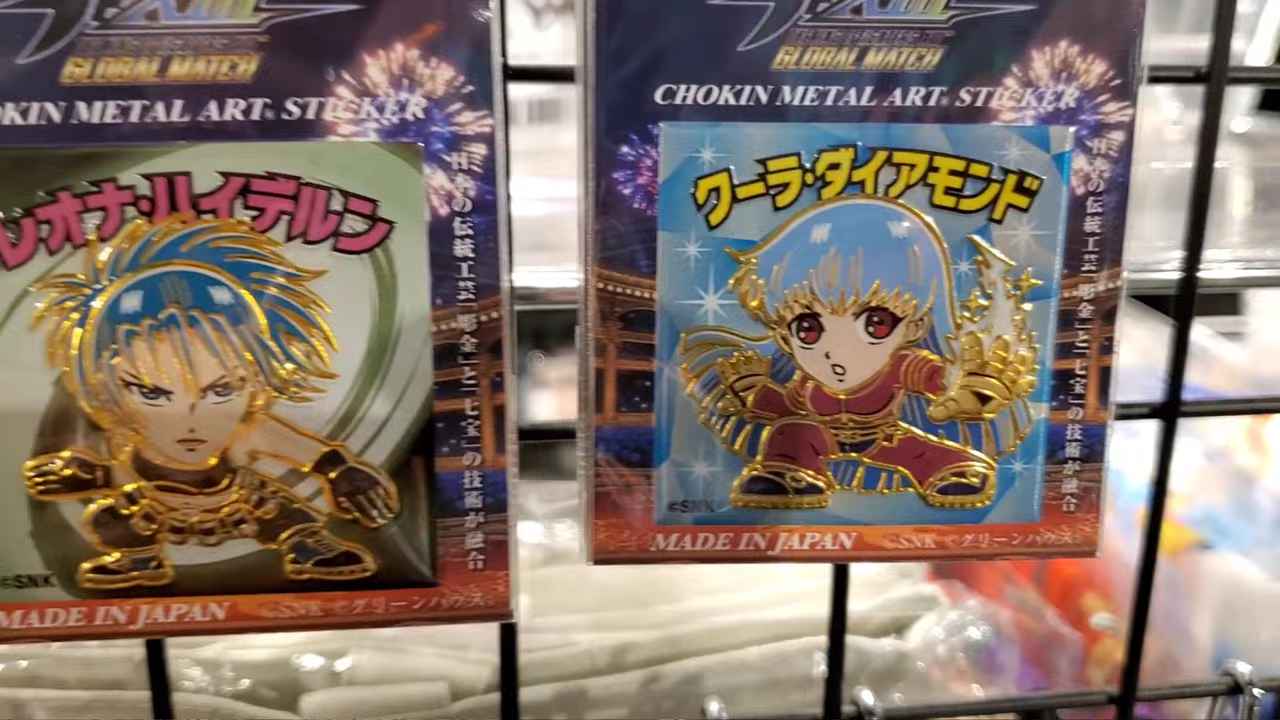 XIII
GLOBAL MATCH
CHOKIN METAL ART® STICKER
レオナ・ハイデルン
日本の伝統工芸「彫金」と「七宝」の技術が融合
©SNK
MADE IN JAPAN ©SNK ©グリーンハウス
XIII
GLOBAL MATCH
CHOKIN METAL ART® STICKER
クーラ・ダイアモンド
日本の伝統工芸「彫金」と「七宝」の技術が融合
©SNK
MADE IN JAPAN ©SNK ©グリーンハウス